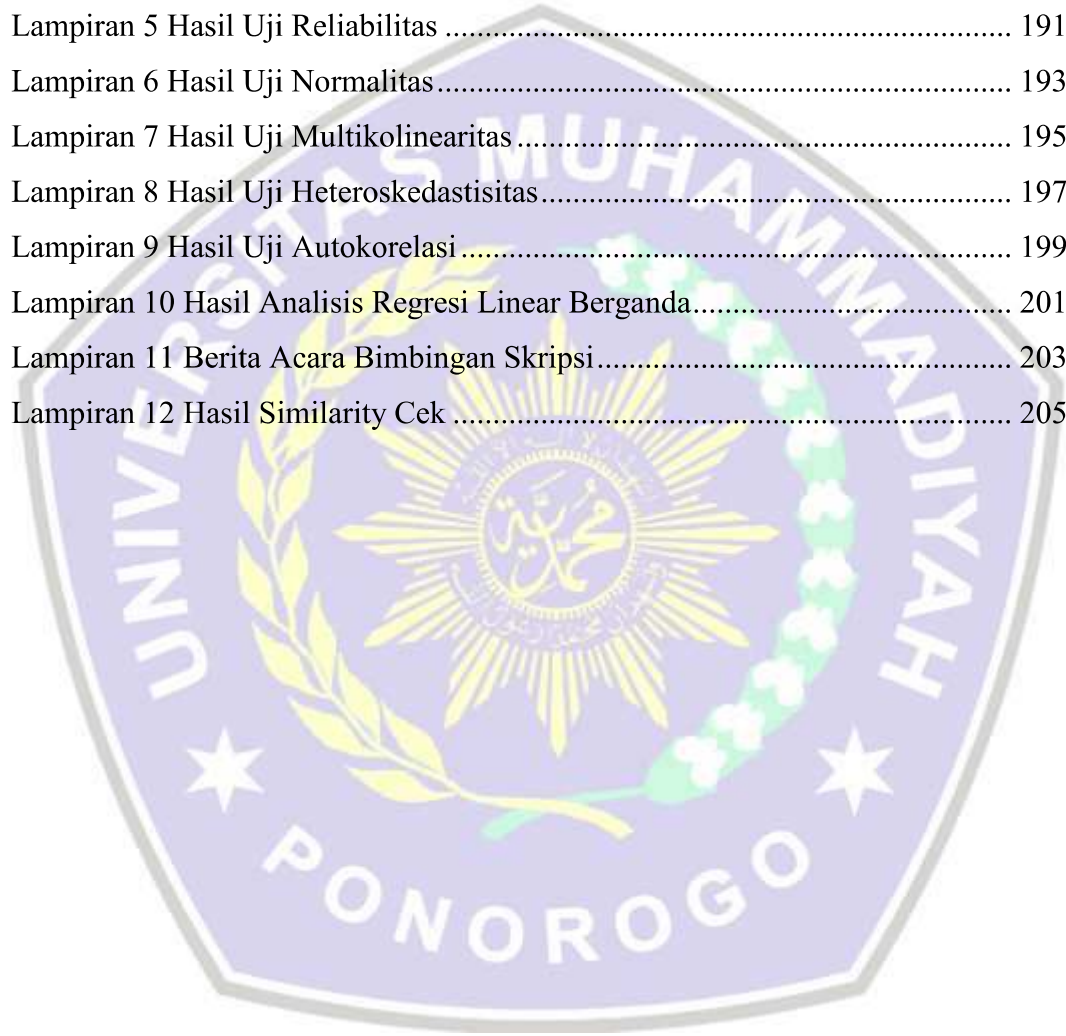 Lampiran 5 Hasil Uji Reliabilitas ........................................................................ 191
Lampiran 6 Hasil Uji Normalitas ........................................................................ 193
Lampiran 7 Hasil Uji Multikolinearitas ............................................................... 195
Lampiran 8 Hasil Uji Heteroskedastisitas ............................................................ 197
Lampiran 9 Hasil Uji Autokorelasi ...................................................................... 199
Lampiran 10 Hasil Analisis Regresi Linear Berganda ......................................... 201
Lampiran 11 Berita Acara Bimbingan Skripsi ..................................................... 203
Lampiran 12 Hasil Similarity Cek ....................................................................... 205
UNIVERSITAS MUHAMMADIYAH
PONOROGO
محمدية